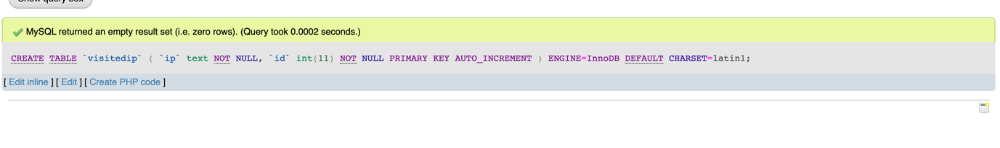 Show query box
MySQL returned an empty result set (i.e. zero rows). (Query took 0.0002 seconds.)
CREATE TABLE `visitedip` ( `ip` text NOT NULL, `id` int(11) NOT NULL PRIMARY KEY AUTO_INCREMENT ) ENGINE=InnoDB DEFAULT CHARSET=latin1;
[ Edit inline ] [ Edit ] [ Create PHP code ]